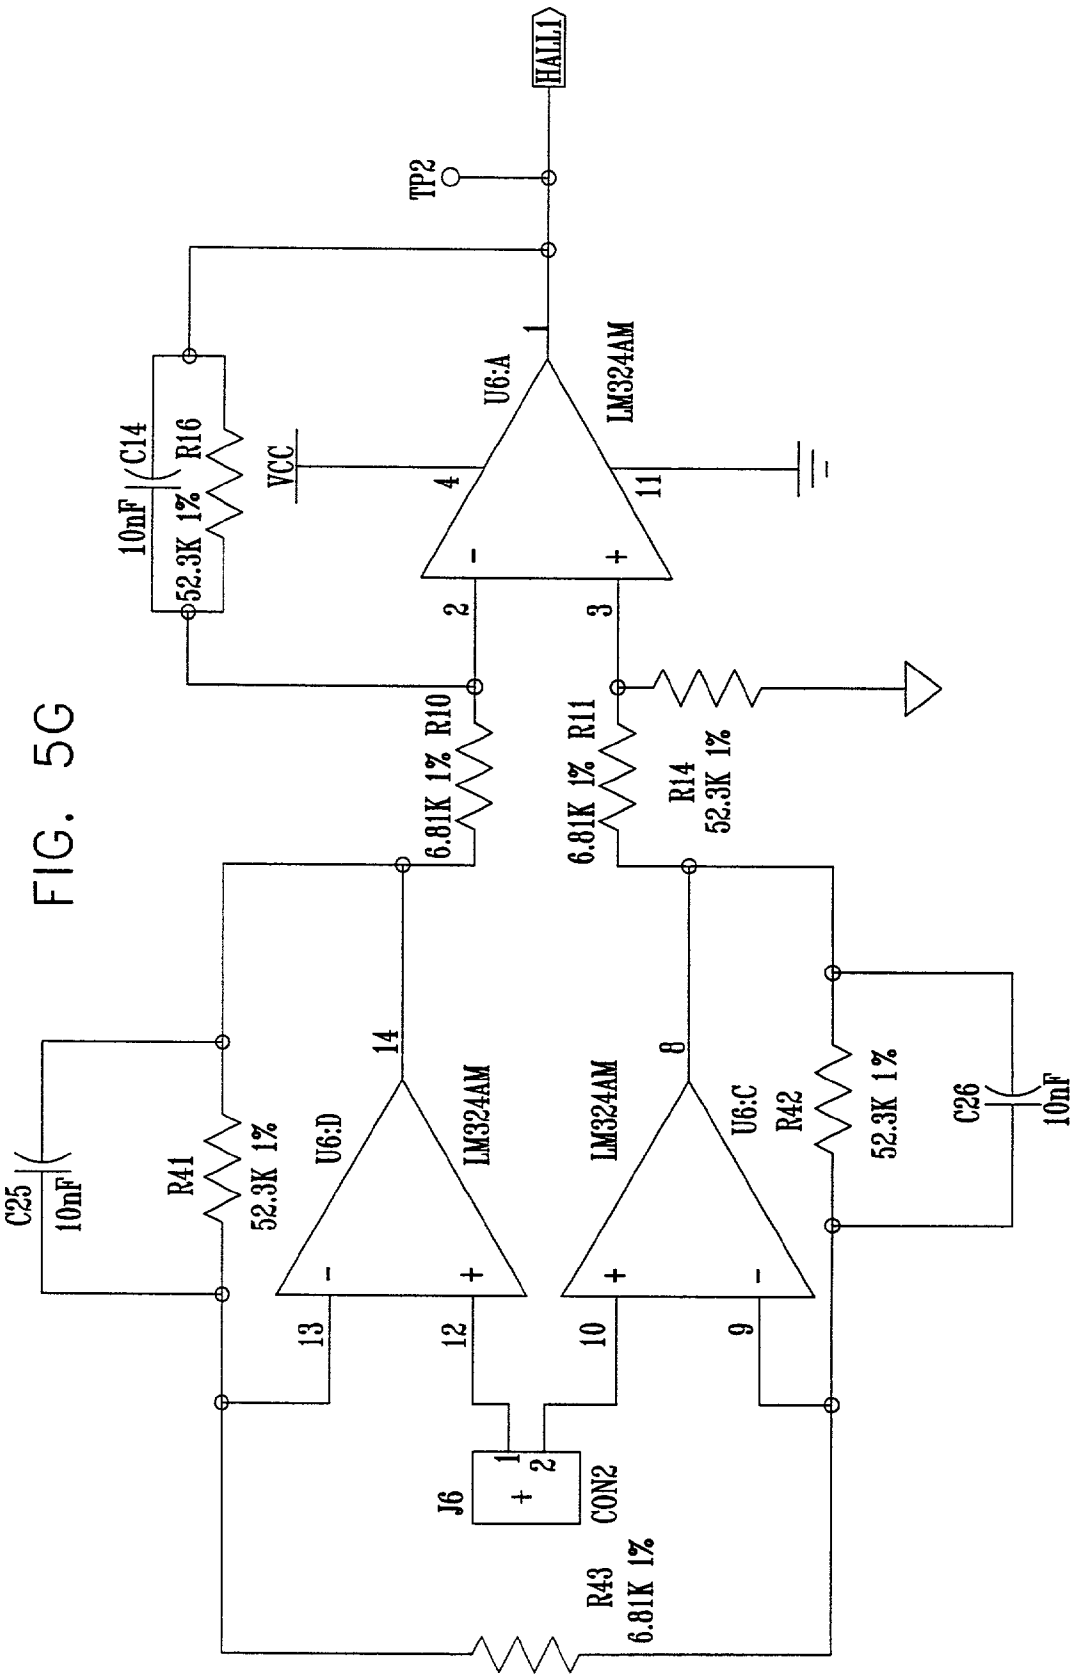 FIG. 5G
C25
10nF
R41
52.3K 1%
13
12
-
+
U6:D
LM324AM
14
J6
+
1
2
CON2
R43
6.81K 1%
10
9
+
-
LM324AM
U6:C
8
R42
52.3K 1%
C26
10nF
6.81K 1% R10
6.81K 1% R11
R14
52.3K 1%
10nF C14
52.3K 1% R16
VCC
4
2
3
-
+
11
U6:A
LM324AM
1
TP2
HALL1